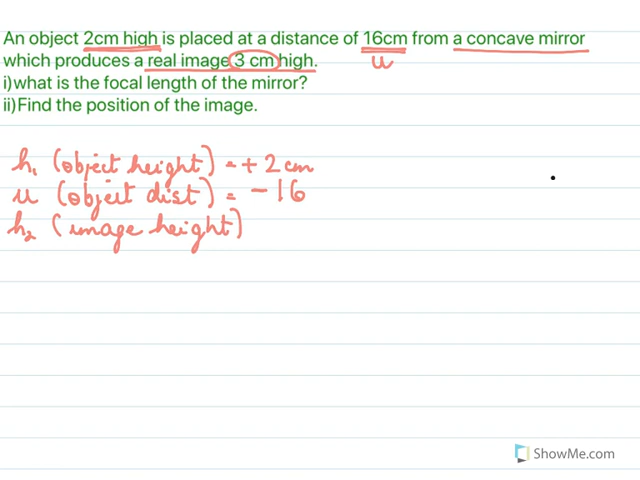 An object 2cm high is placed at a distance of 16cm from a concave mirror
which produces a real image 3 cm high.
u
i)what is the focal length of the mirror?
ii)Find the position of the image.
h₁ (object height) = + 2 cm
u (object dist) = - 16
h₂ (image height)
ShowMe.com